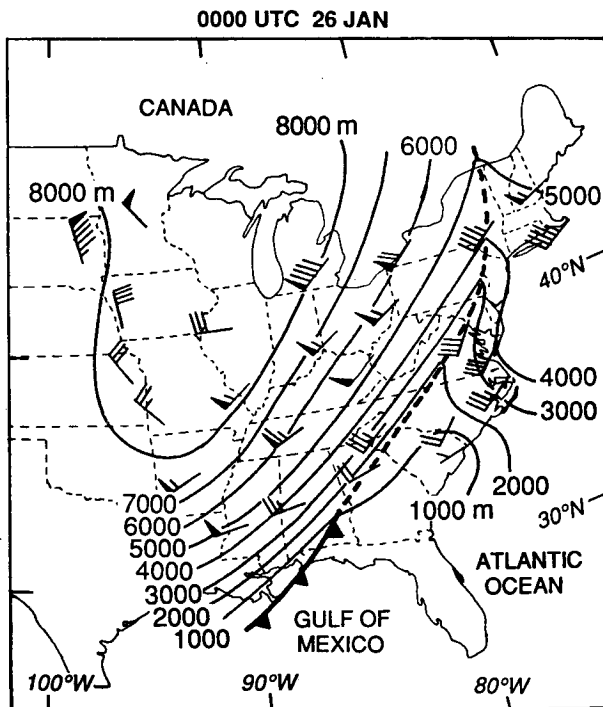 0000 UTC 26 JAN
CANADA
8000 m
6000
8000 m
5000
40°N
4000
3000
2000
1000 m
30°N
7000
6000
5000
4000
3000
2000
1000
ATLANTIC
OCEAN
GULF OF
MEXICO
100°W
90°W
80°W